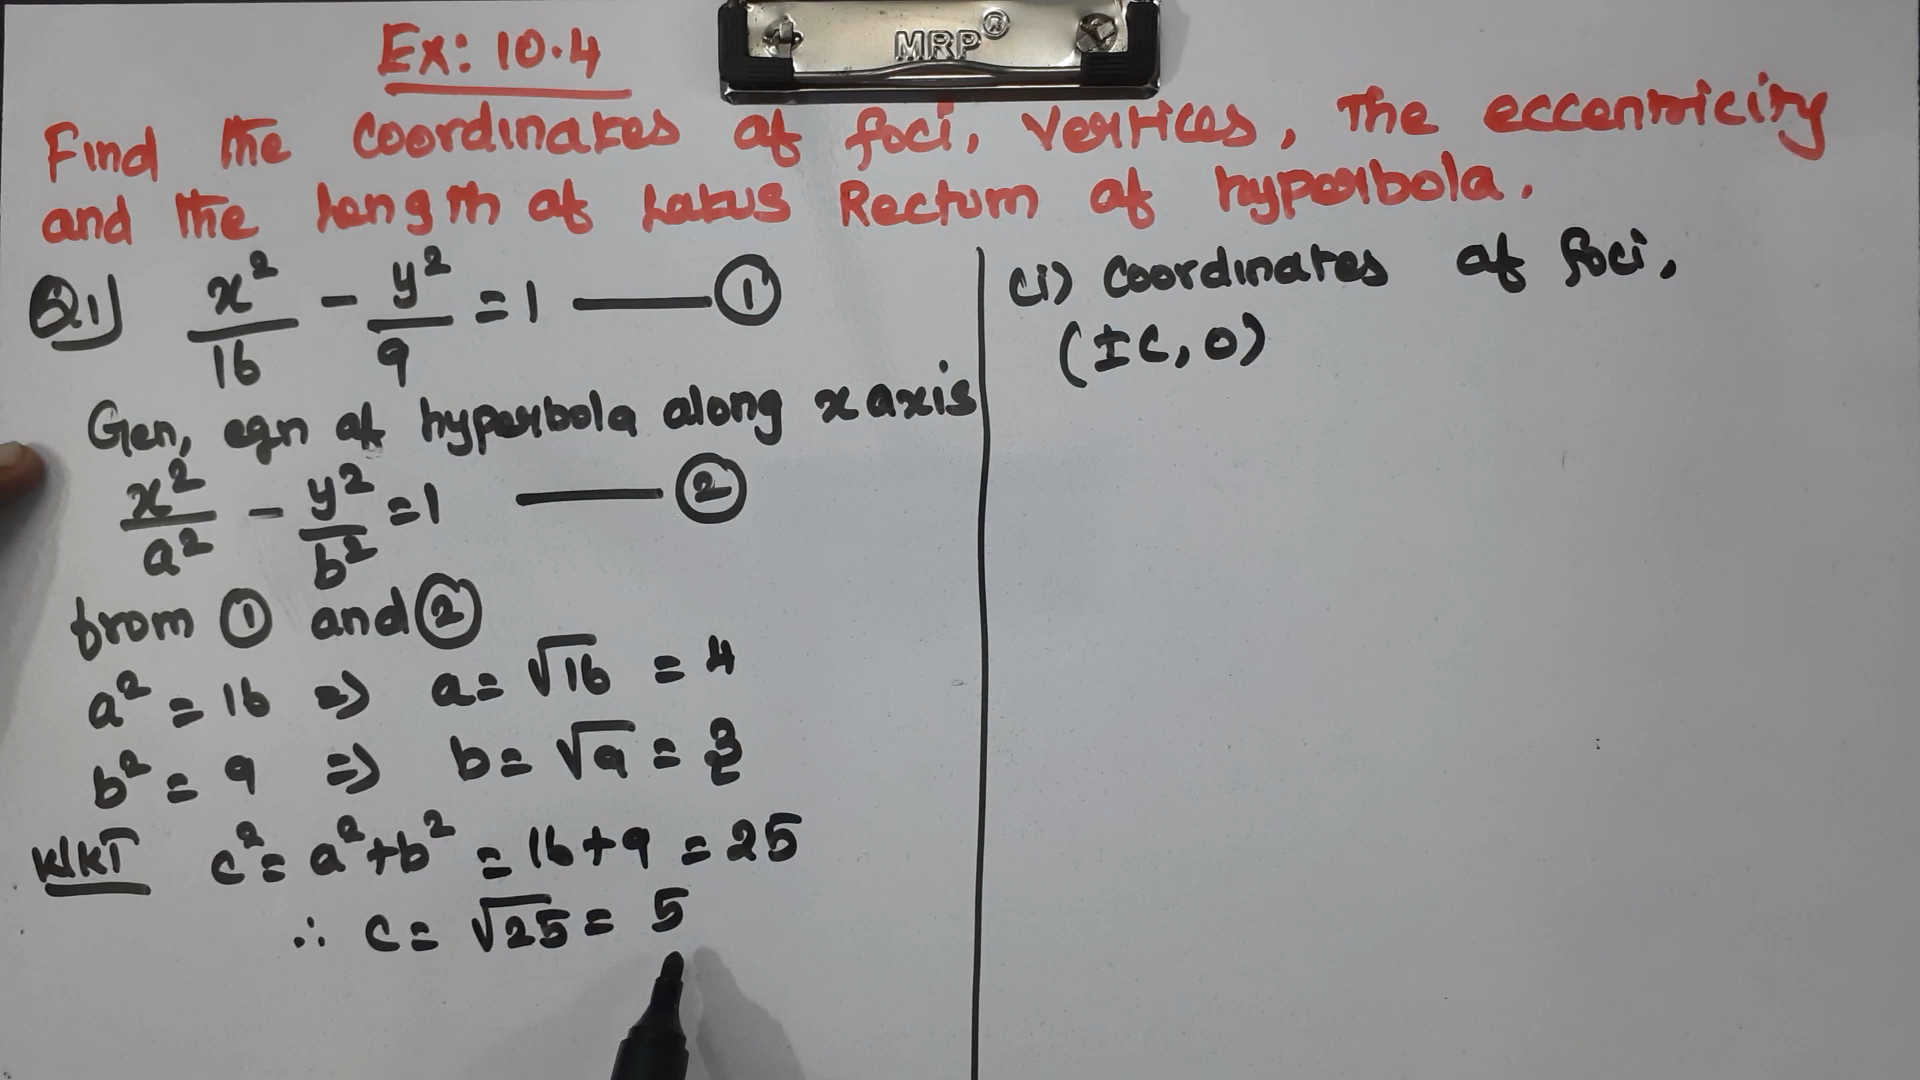 MRP®
Ex: 10.4
Find the coordinates of foci, vertices, The eccentricity
and the length of Latus Rectum of hyperbola.
Q1) x²/16 - y²/9 = 1 —— ①
Gen, eqn of hyperbola along x axis
x²/a² - y²/b² = 1 —— ②
from ① and ②
a² = 16 => a = √16 = 4
b² = 9 => b = √9 = 3
WKT c² = a²+b² = 16+9 = 25
∴ c = √25 = 5
(i) Coordinates of foci,
(±c, 0)